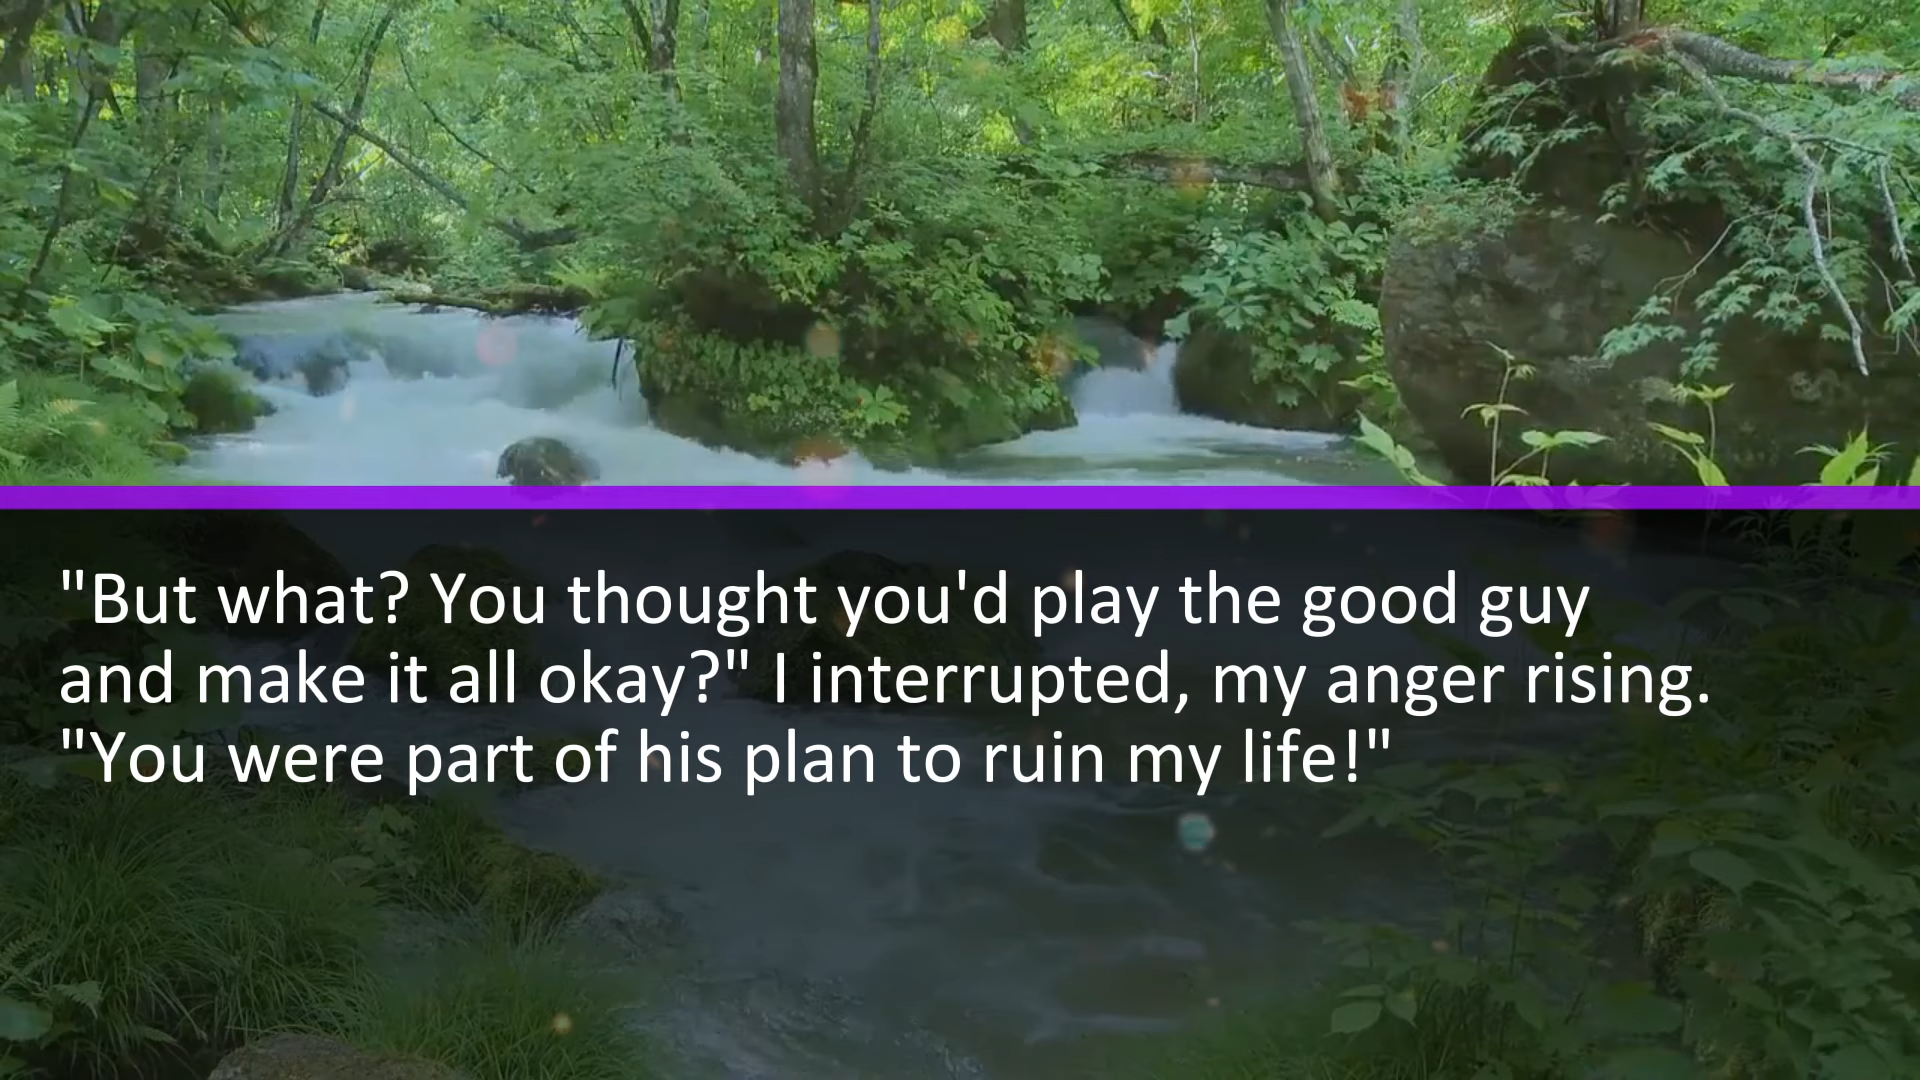 "But what? You thought you'd play the good guy
and make it all okay?" I interrupted, my anger rising.
"You were part of his plan to ruin my life!"